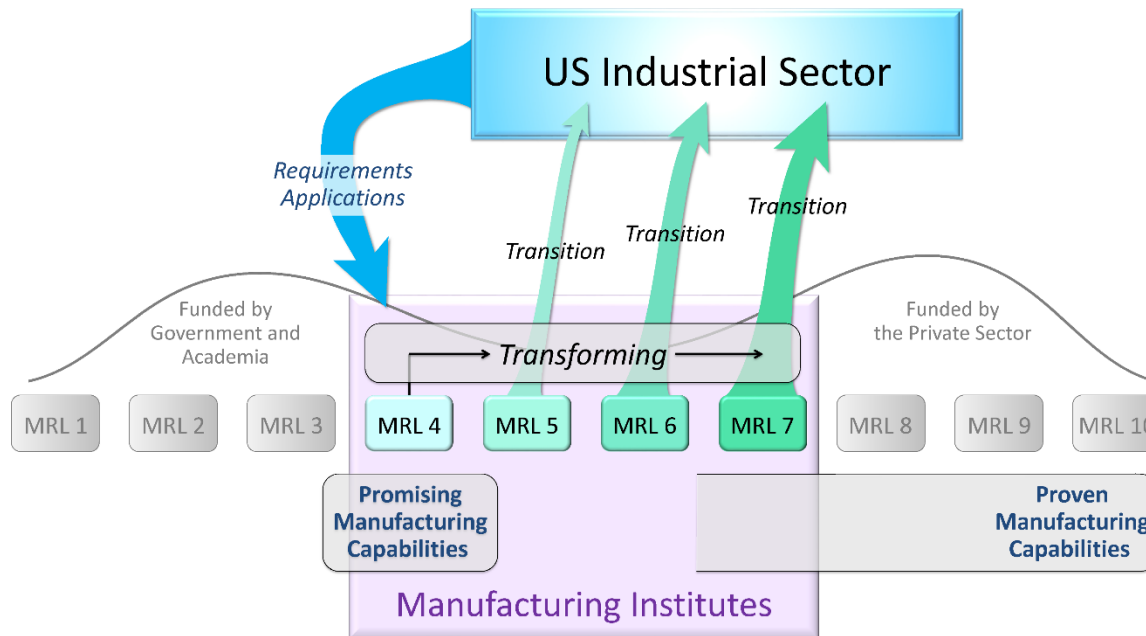 US Industrial Sector
Requirements
Applications
Transition
Transition
Transition
Funded by
Government and
Academia
Funded by
the Private Sector
Transforming
MRL 1
MRL 2
MRL 3
MRL 4
MRL 5
MRL 6
MRL 7
MRL 8
MRL 9
MRL 10
Promising
Manufacturing
Capabilities
Proven
Manufacturing
Capabilities
Manufacturing Institutes